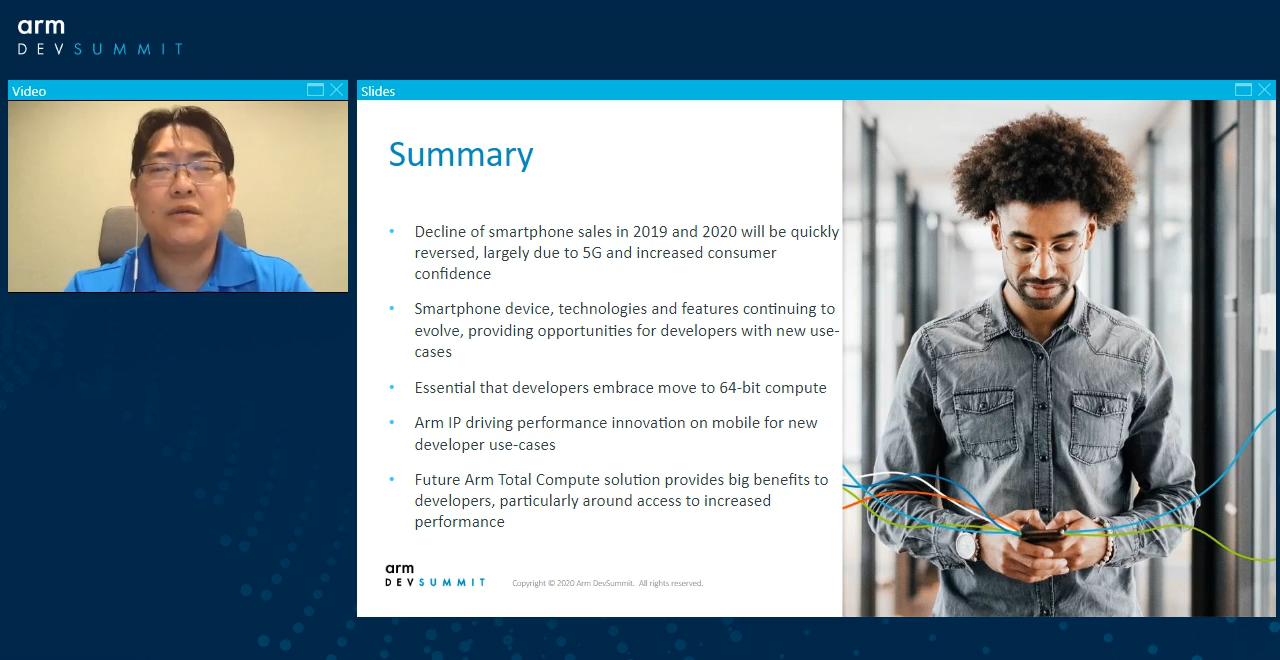 arm
DEVSUMMIT
Video
Slides
Summary
• Decline of smartphone sales in 2019 and 2020 will be quickly
reversed, largely due to 5G and increased consumer
confidence
• Smartphone device, technologies and features continuing to
evolve, providing opportunities for developers with new use-
cases
• Essential that developers embrace move to 64-bit compute
• Arm IP driving performance innovation on mobile for new
developer use-cases
• Future Arm Total Compute solution provides big benefits to
developers, particularly around access to increased
performance
arm
DEVSUMMIT
Copyright © 2020 Arm DevSummit. All rights reserved.